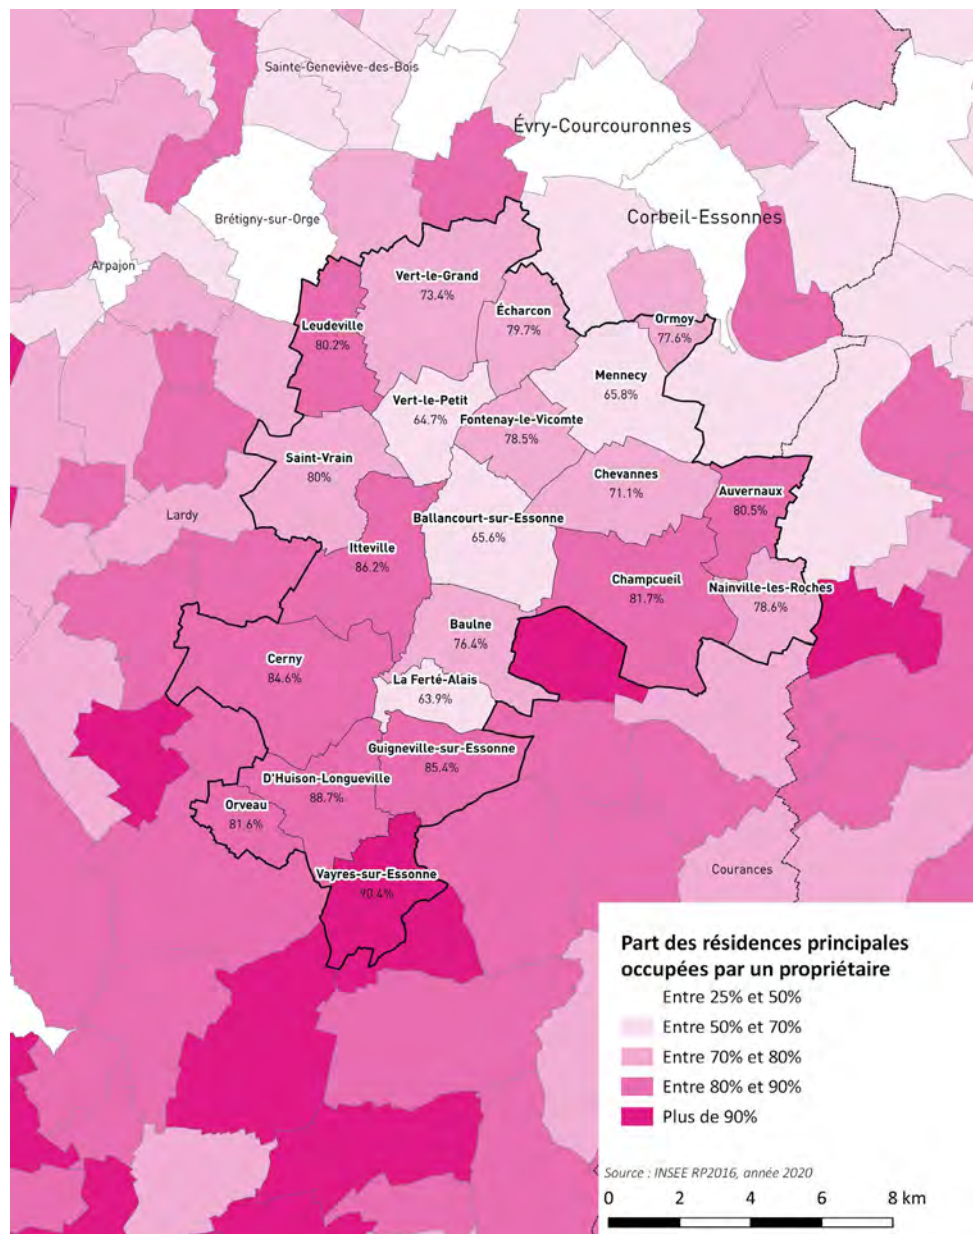 Sainte-Geneviève-des-Bois
Évry-Courcouronnes
Brétigny-sur-Orge
Corbeil-Essonnes
Arpajon
Vert-le-Grand
73.4%
Écharcon
79.7%
Leudeville
80.2%
Ormoy
77.6%
Mennecy
65.8%
Vert-le-Petit
64.7%
Fontenay-le-Vicomte
78.5%
Saint-Vrain
80%
Chevannes
71.1%
Auvernaux
80.5%
Lardy
Ballancourt-sur-Essonne
65.6%
Itteville
86.2%
Champcueil
81.7%
Nainville-les-Roches
78.6%
Baulne
76.4%
Cerny
84.6%
La Ferté-Alais
63.9%
Guigneville-sur-Essonne
85.4%
D'Huison-Longueville
88.7%
Orveau
81.6%
Vayres-sur-Essonne
90.4%
Courances
Part des résidences principales
occupées par un propriétaire
Entre 25% et 50%
Entre 50% et 70%
Entre 70% et 80%
Entre 80% et 90%
Plus de 90%
Source : INSEE RP2016, année 2020
0 2 4 6 8 km